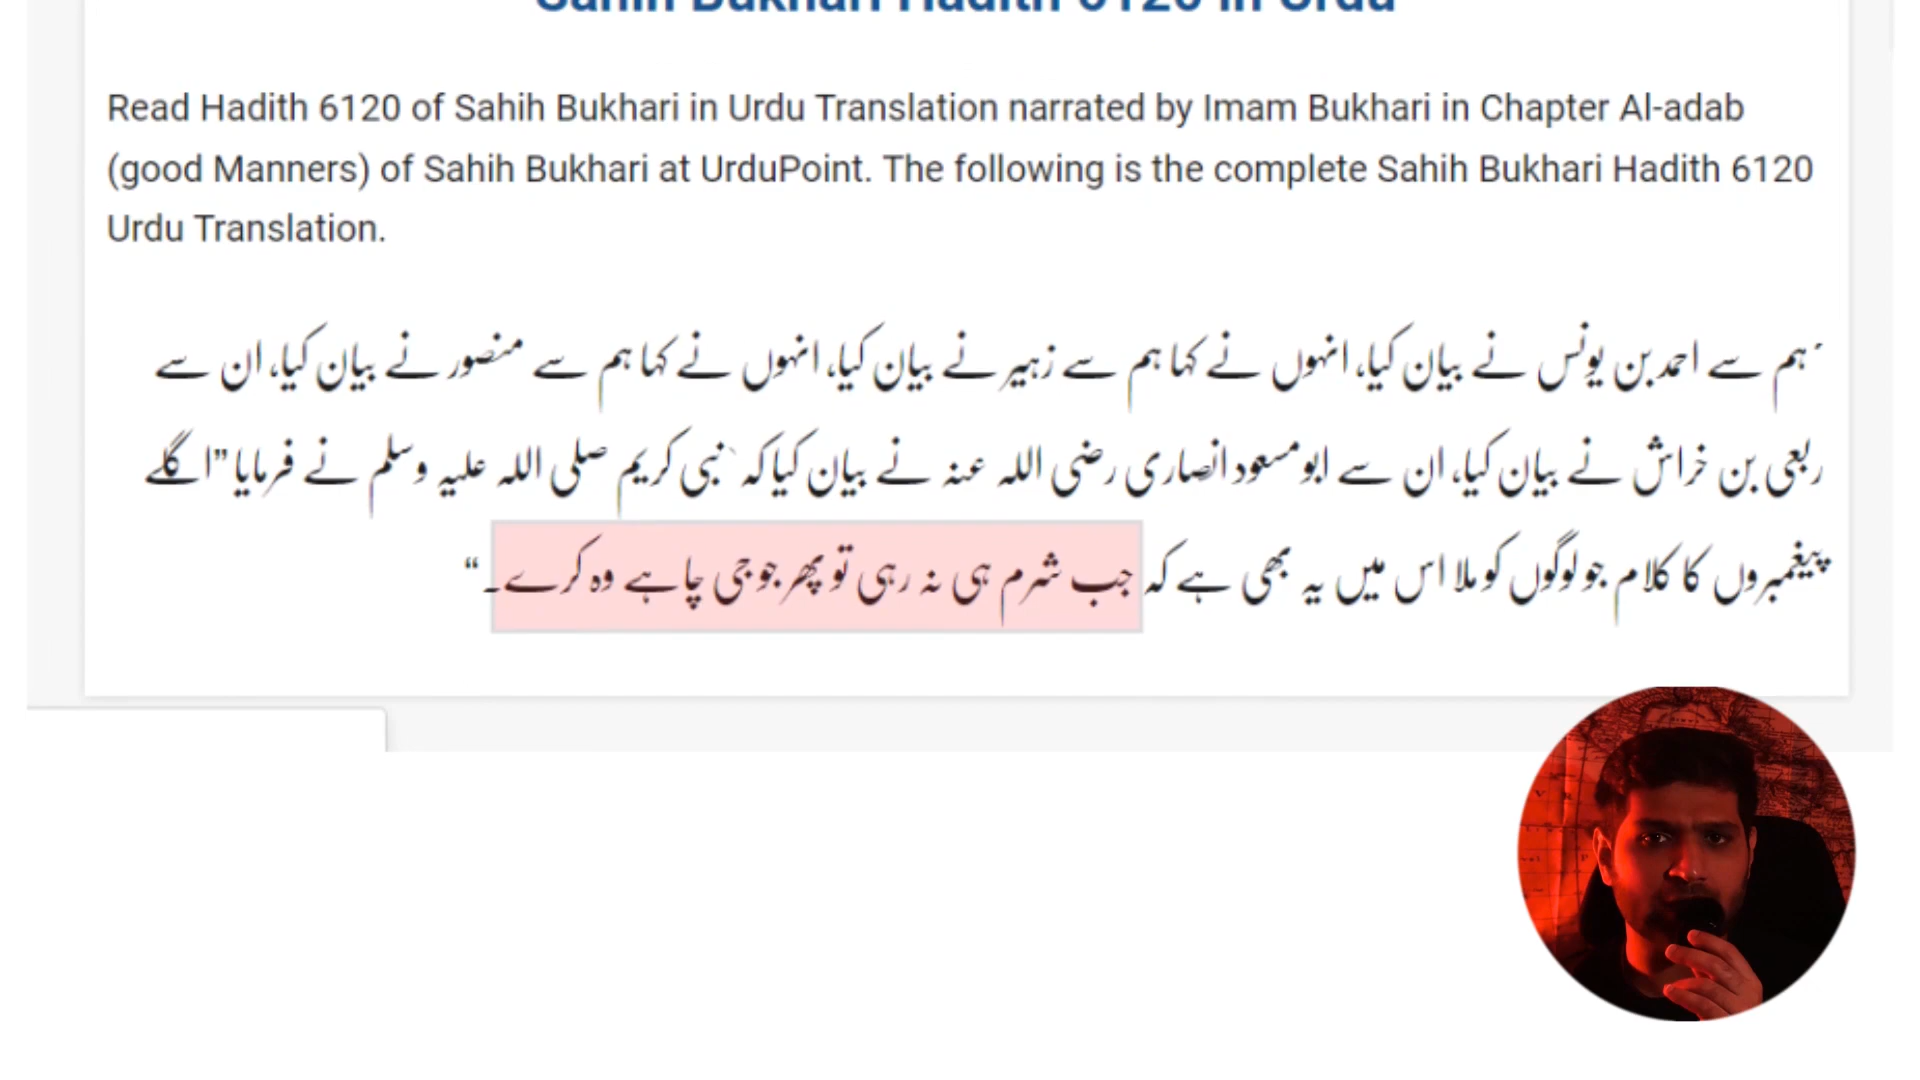 Sahih Bukhari Hadith 6120 in Urdu
Read Hadith 6120 of Sahih Bukhari in Urdu Translation narrated by Imam Bukhari in Chapter Al-adab
(good Manners) of Sahih Bukhari at UrduPoint. The following is the complete Sahih Bukhari Hadith 6120
Urdu Translation.
´ہم سے احمد بن یونس نے بیان کیا، انہوں نے کہا ہم سے زہیر نے بیان کیا، انہوں نے کہا ہم سے منصور نے بیان کیا، ان سے
ربعی بن خراش نے بیان کیا، ان سے ابومسعود انصاری رضی اللہ عنہ نے بیان کیا کہ` نبی کریم صلی اللہ علیہ وسلم نے فرمایا ”اگلے
پیغمبروں کا کلام جو لوگوں کو ملا اس میں یہ بھی ہے کہ جب شرم ہی نہ رہی تو پھر جو جی چاہے وہ کرے۔“